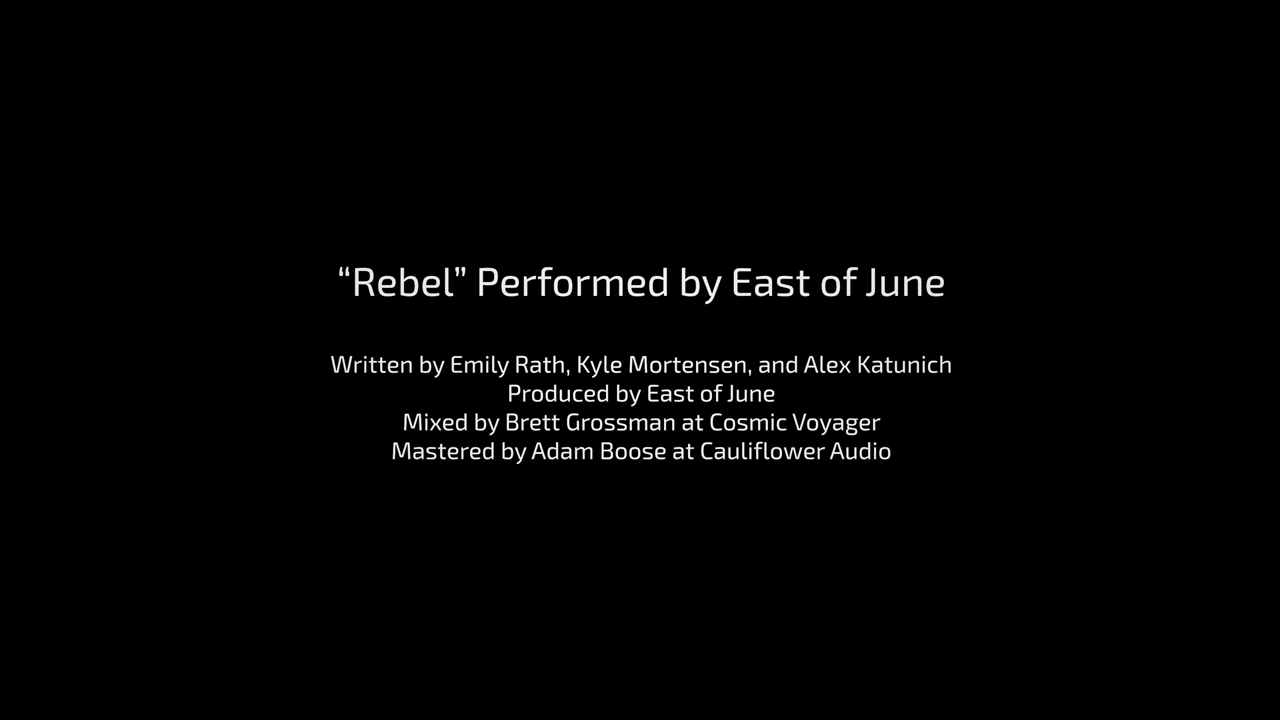 “Rebel” Performed by East of June
Written by Emily Rath, Kyle Mortensen, and Alex Katunich
Produced by East of June
Mixed by Brett Grossman at Cosmic Voyager
Mastered by Adam Boose at Cauliflower Audio